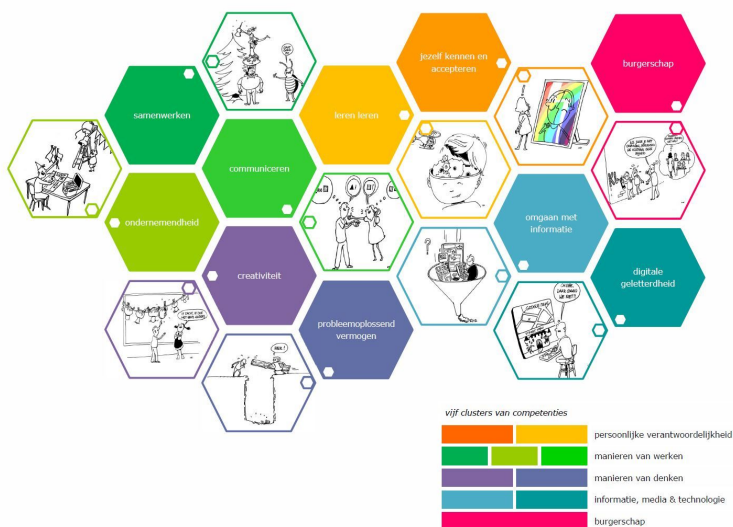 jezelf kennen en
accepteren
burgerschap
samenwerken
leren leren
communiceren
ondernemendheid
omgaan met
informatie
creativiteit
digitale
geletterdheid
probleemoplossend
vermogen
vijf clusters van competenties
persoonlijke verantwoordelijkheid
manieren van werken
manieren van denken
informatie, media & technologie
burgerschap